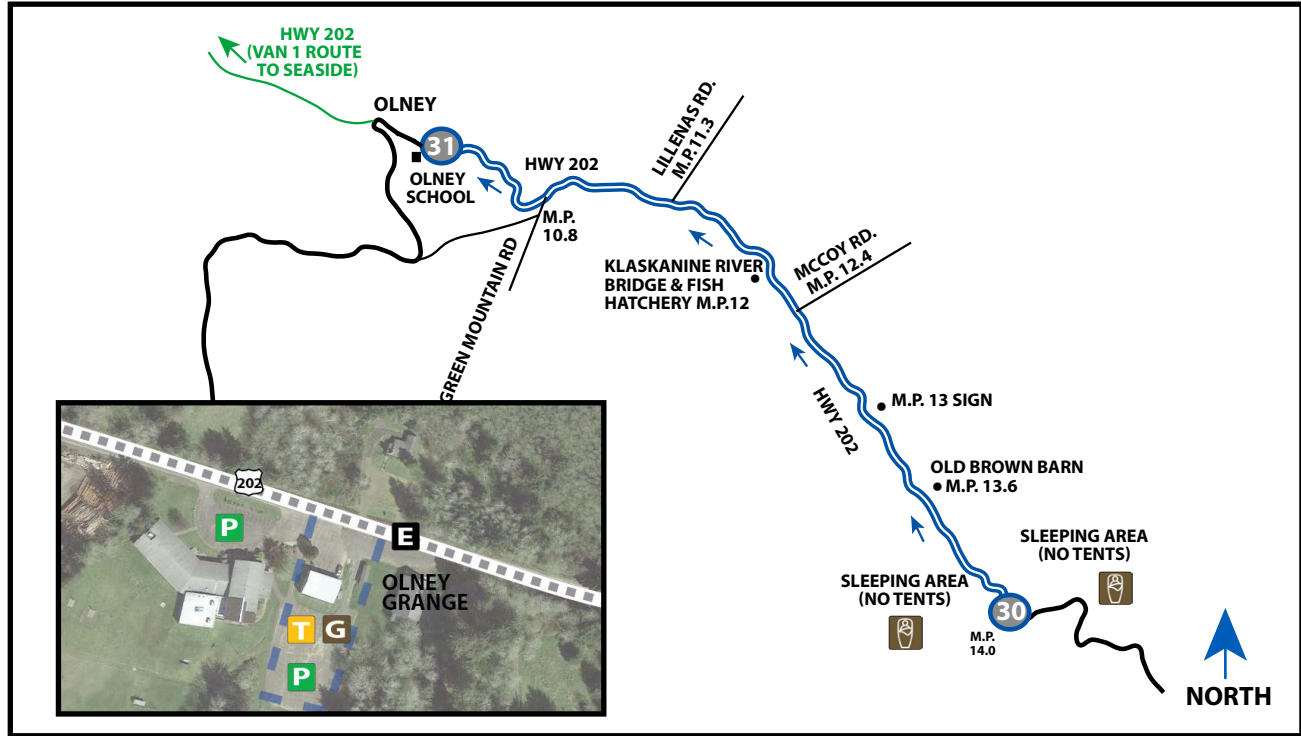 HWY 202
(VAN 1 ROUTE
TO SEASIDE)
OLNEY
31
OLNEY
SCHOOL
HWY 202
LILLENAS RD.
M.P.11.3
M.P.
10.8
GREEN MOUNTAIN RD
KLASKANINE RIVER
BRIDGE & FISH
HATCHERY M.P.12
MCCOY RD.
M.P. 12.4
HWY 202
M.P. 13 SIGN
OLD BROWN BARN
M.P. 13.6
SLEEPING AREA
(NO TENTS)
SLEEPING AREA
(NO TENTS)
30
M.P.
14.0
NORTH
202
P
E
OLNEY
GRANGE
T G
P